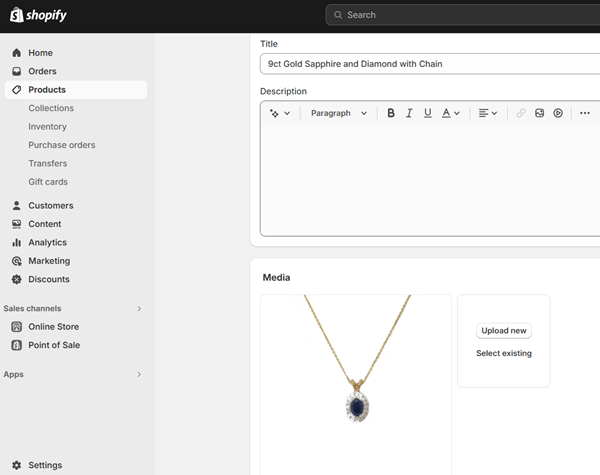 shopify
Search
Home
Orders
Products
Collections
Inventory
Purchase orders
Transfers
Gift cards
Customers
Content
Analytics
Marketing
Discounts
Sales channels
Online Store
Point of Sale
Apps
Settings
Title
9ct Gold Sapphire and Diamond with Chain
Description
Paragraph B I U A
Media
Upload new
Select existing